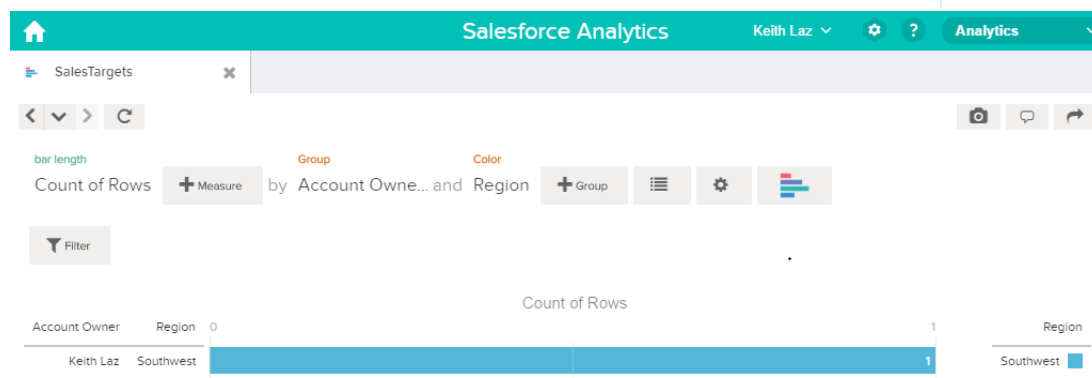 Salesforce Analytics Keith Laz ? Analytics
SalesTargets
bar length Group Color
Count of Rows Measure by Account Owne... and Region Group
Filter
Count of Rows
Account Owner Region 0 1 Region
Keith Laz Southwest 1 Southwest